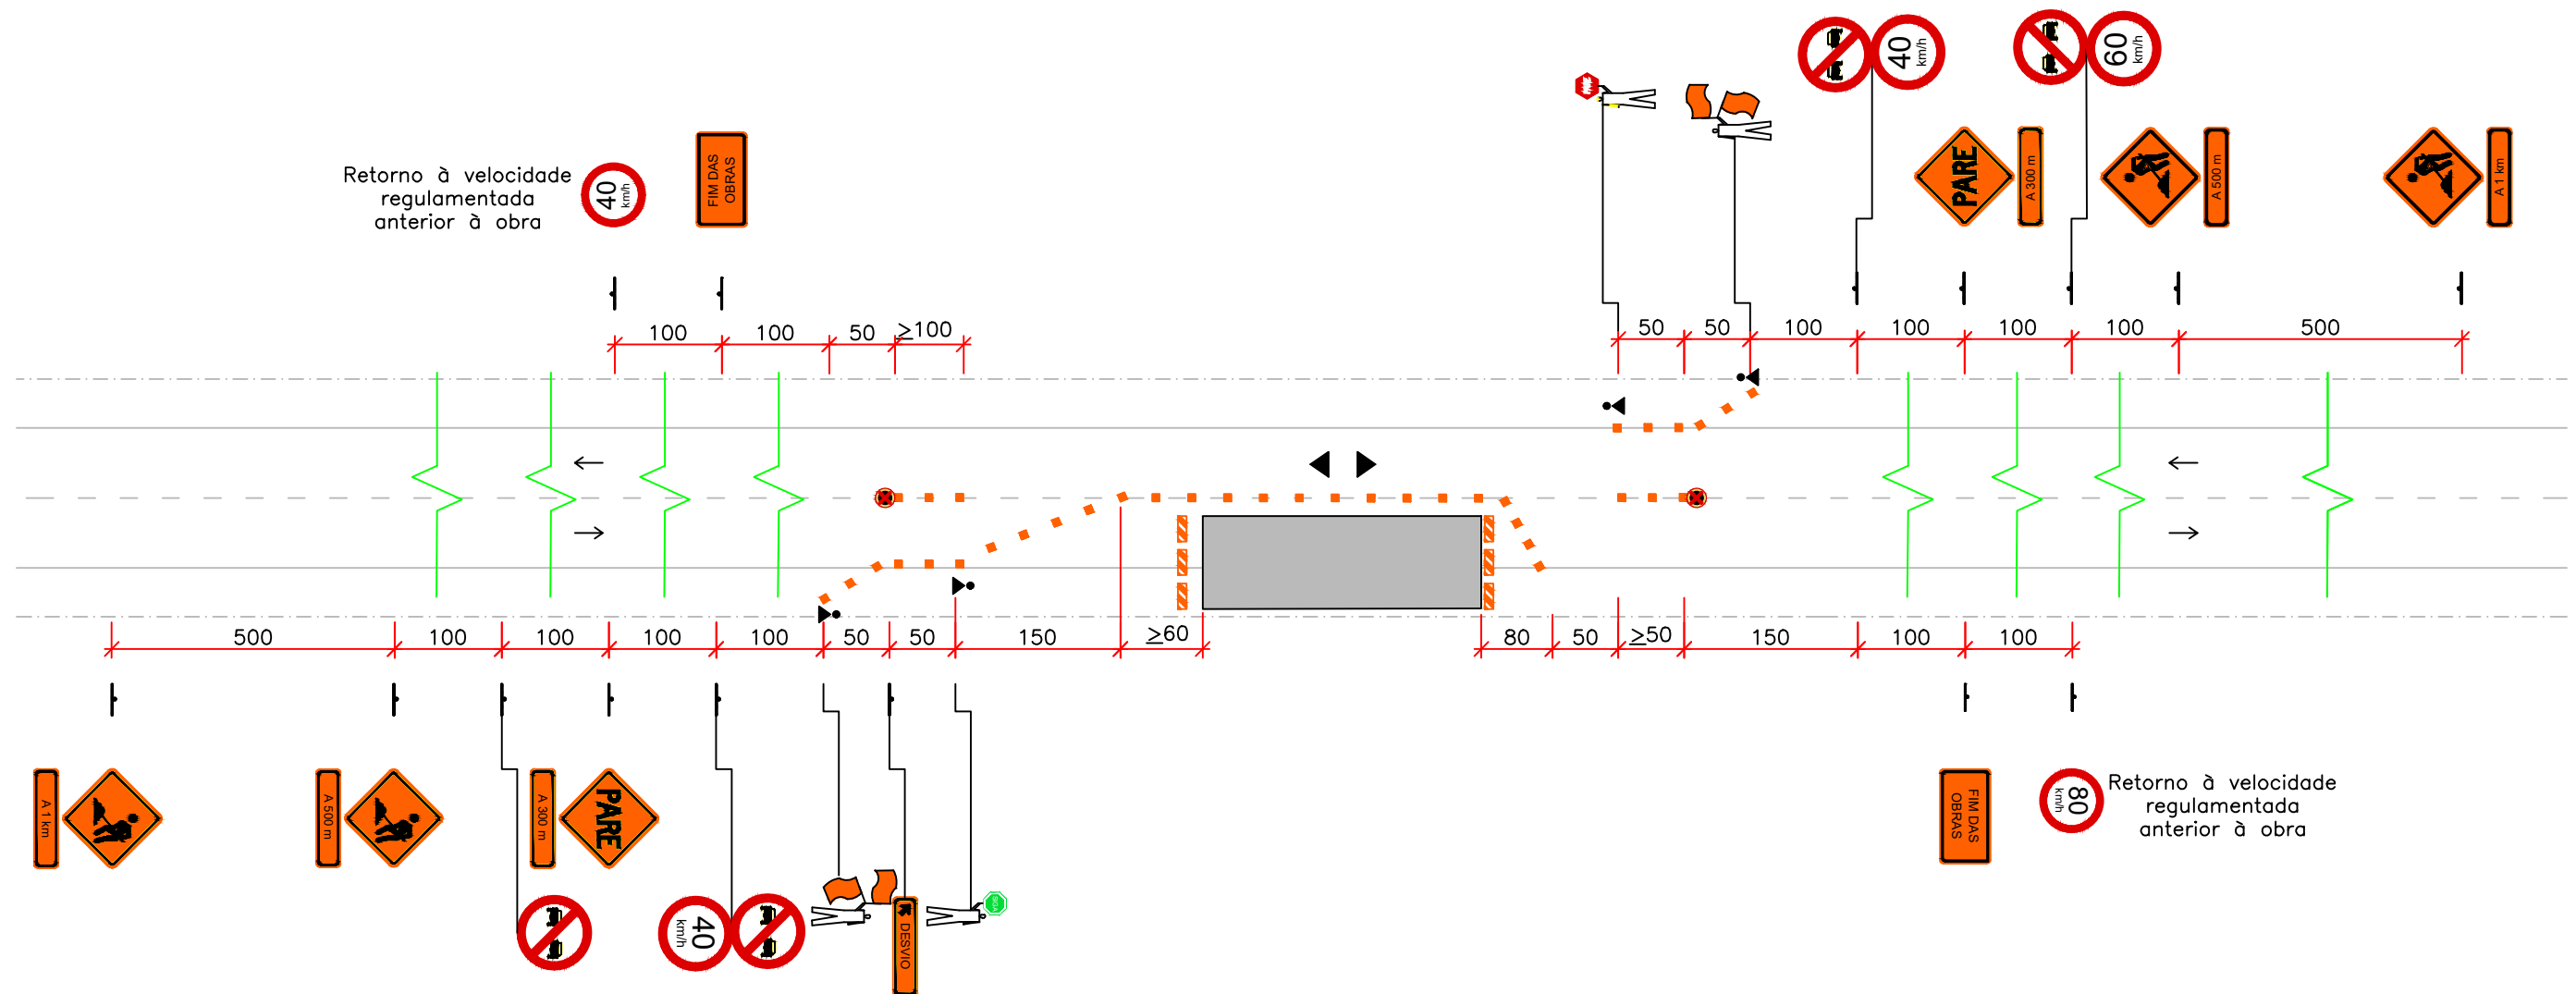 40
km/h
60
km/h
Retorno à velocidade
regulamentada
anterior à obra
40
km/h
FIM DAS
OBRAS
PARE
A 300 m
A 500 m
A 1 km
100
100
50
≥100
50
50
100
100
100
100
500
500
100
100
100
100
50
50
150
≥60
80
50
≥50
150
100
100
A 1 km
A 500 m
A 300 m
PARE
40
km/h
DESVIO
FIM DAS
OBRAS
80
km/h
Retorno à velocidade
regulamentada
anterior à obra